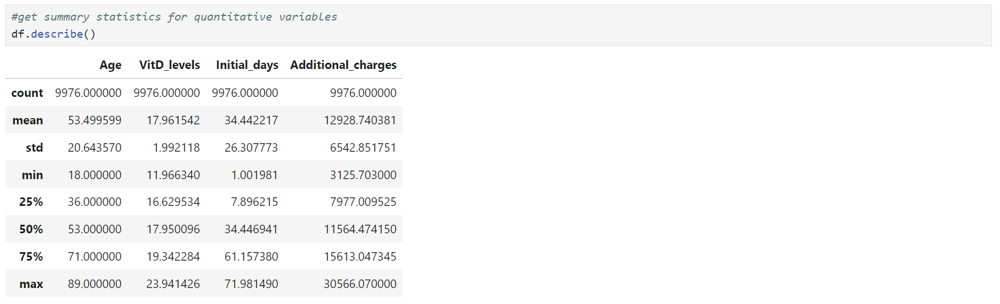 #get summary statistics for quantitative variables
df.describe()
Age VitD_levels Initial_days Additional_charges
count 9976.000000 9976.000000 9976.000000 9976.000000
mean 53.499599 17.961542 34.442217 12928.740381
std 20.643570 1.992118 26.307773 6542.851751
min 18.000000 11.966340 1.001981 3125.703000
25% 36.000000 16.629534 7.896215 7977.009525
50% 53.000000 17.950096 34.446941 11564.474150
75% 71.000000 19.342284 61.157380 15613.047345
max 89.000000 23.941426 71.981490 30566.070000